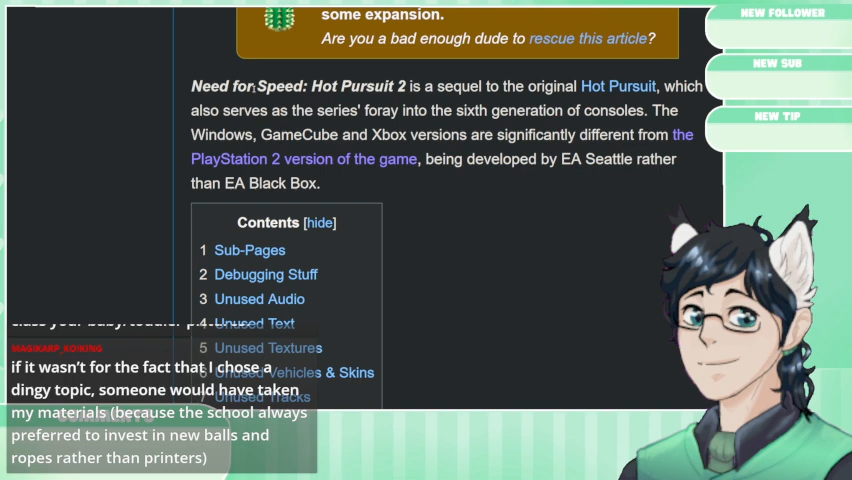 some expansion.
Are you a bad enough dude to rescue this article?
Need for Speed: Hot Pursuit 2 is a sequel to the original Hot Pursuit, which
also serves as the series' foray into the sixth generation of consoles. The
Windows, GameCube and Xbox versions are significantly different from the
PlayStation 2 version of the game, being developed by EA Seattle rather
than EA Black Box.
Contents [hide]
1 Sub-Pages
2 Debugging Stuff
3 Unused Audio
4 Unused Text
5 Unused Textures
6 Unused Vehicles & Skins
7 Unused Tracks
MAGIKARP_KOIKING
if it wasn't for the fact that I chose a
dingy topic, someone would have taken
my materials (because the school always
preferred to invest in new balls and
ropes rather than printers)
NEW FOLLOWER
NEW SUB
NEW TIP